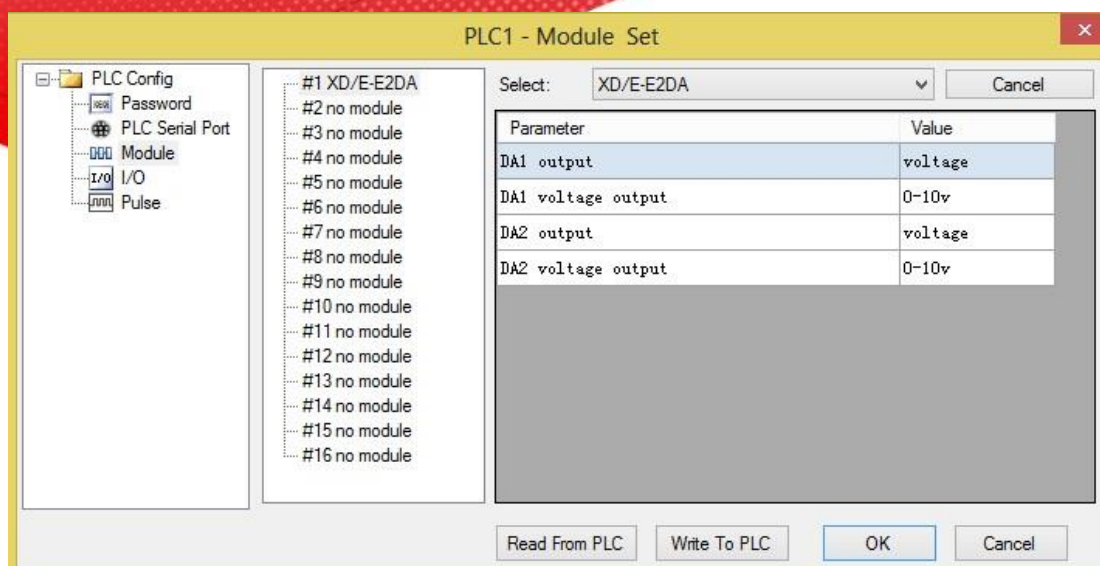 PLC1 - Module Set
PLC Config
Password
PLC Serial Port
Module
I/O
I/O
Pulse
#1 XD/E-E2DA
#2 no module
#3 no module
#4 no module
#5 no module
#6 no module
#7 no module
#8 no module
#9 no module
#10 no module
#11 no module
#12 no module
#13 no module
#14 no module
#15 no module
#16 no module
Select: XD/E-E2DA Cancel
Parameter Value
DA1 output voltage
DA1 voltage output 0-10v
DA2 output voltage
DA2 voltage output 0-10v
Read From PLC Write To PLC OK Cancel